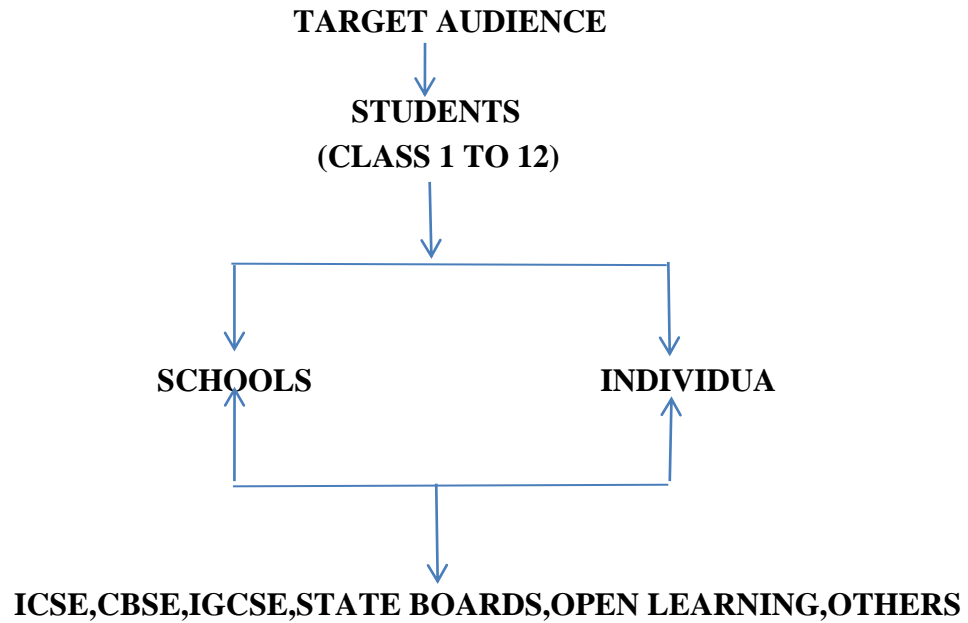 TARGET AUDIENCE
STUDENTS
(CLASS 1 TO 12)
SCHOOLS INDIVIDUA
ICSE,CBSE,IGCSE,STATE BOARDS,OPEN LEARNING,OTHERS